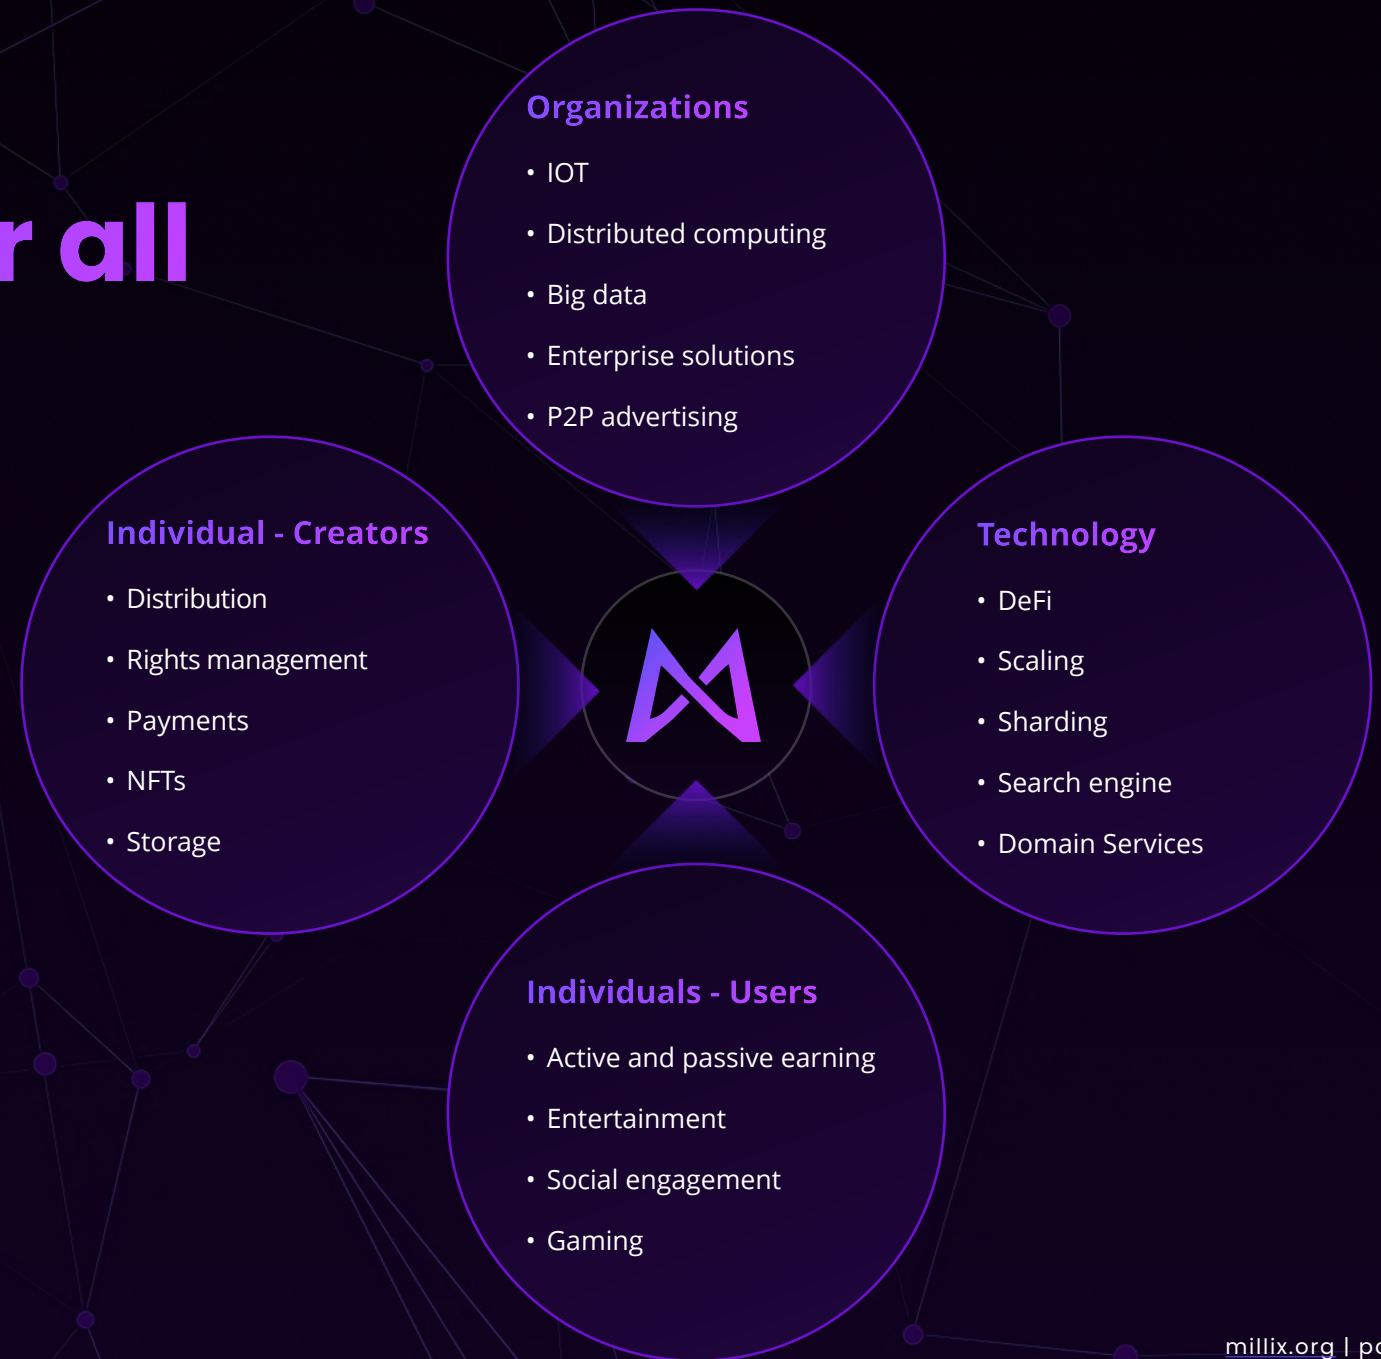 r all
Organizations
• IOT
• Distributed computing
• Big data
• Enterprise solutions
• P2P advertising
Individual - Creators
• Distribution
• Rights management
• Payments
• NFTs
• Storage
Technology
• DeFi
• Scaling
• Sharding
• Search engine
• Domain Services
Individuals - Users
• Active and passive earning
• Entertainment
• Social engagement
• Gaming
millix.org |